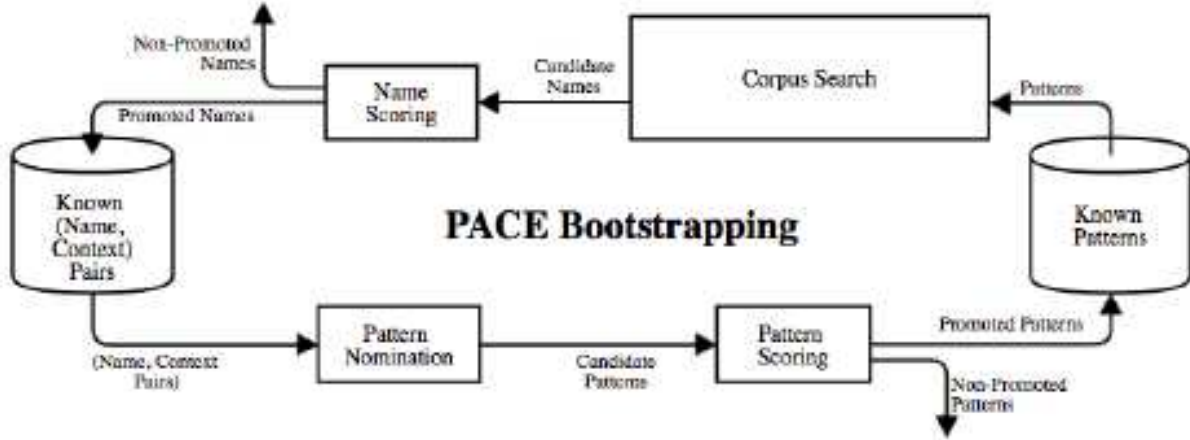 Non-Promoted
Names
Promoted Names
Name
Scoring
Candidate
Names
Corpus Search
Patterns
Known
(Name,
Context)
Pairs
PACE Bootstrapping
Known
Patterns
(Name, Context
Pairs)
Pattern
Nomination
Candidate
Patterns
Pattern
Scoring
Promoted Patterns
Non-Promoted
Patterns